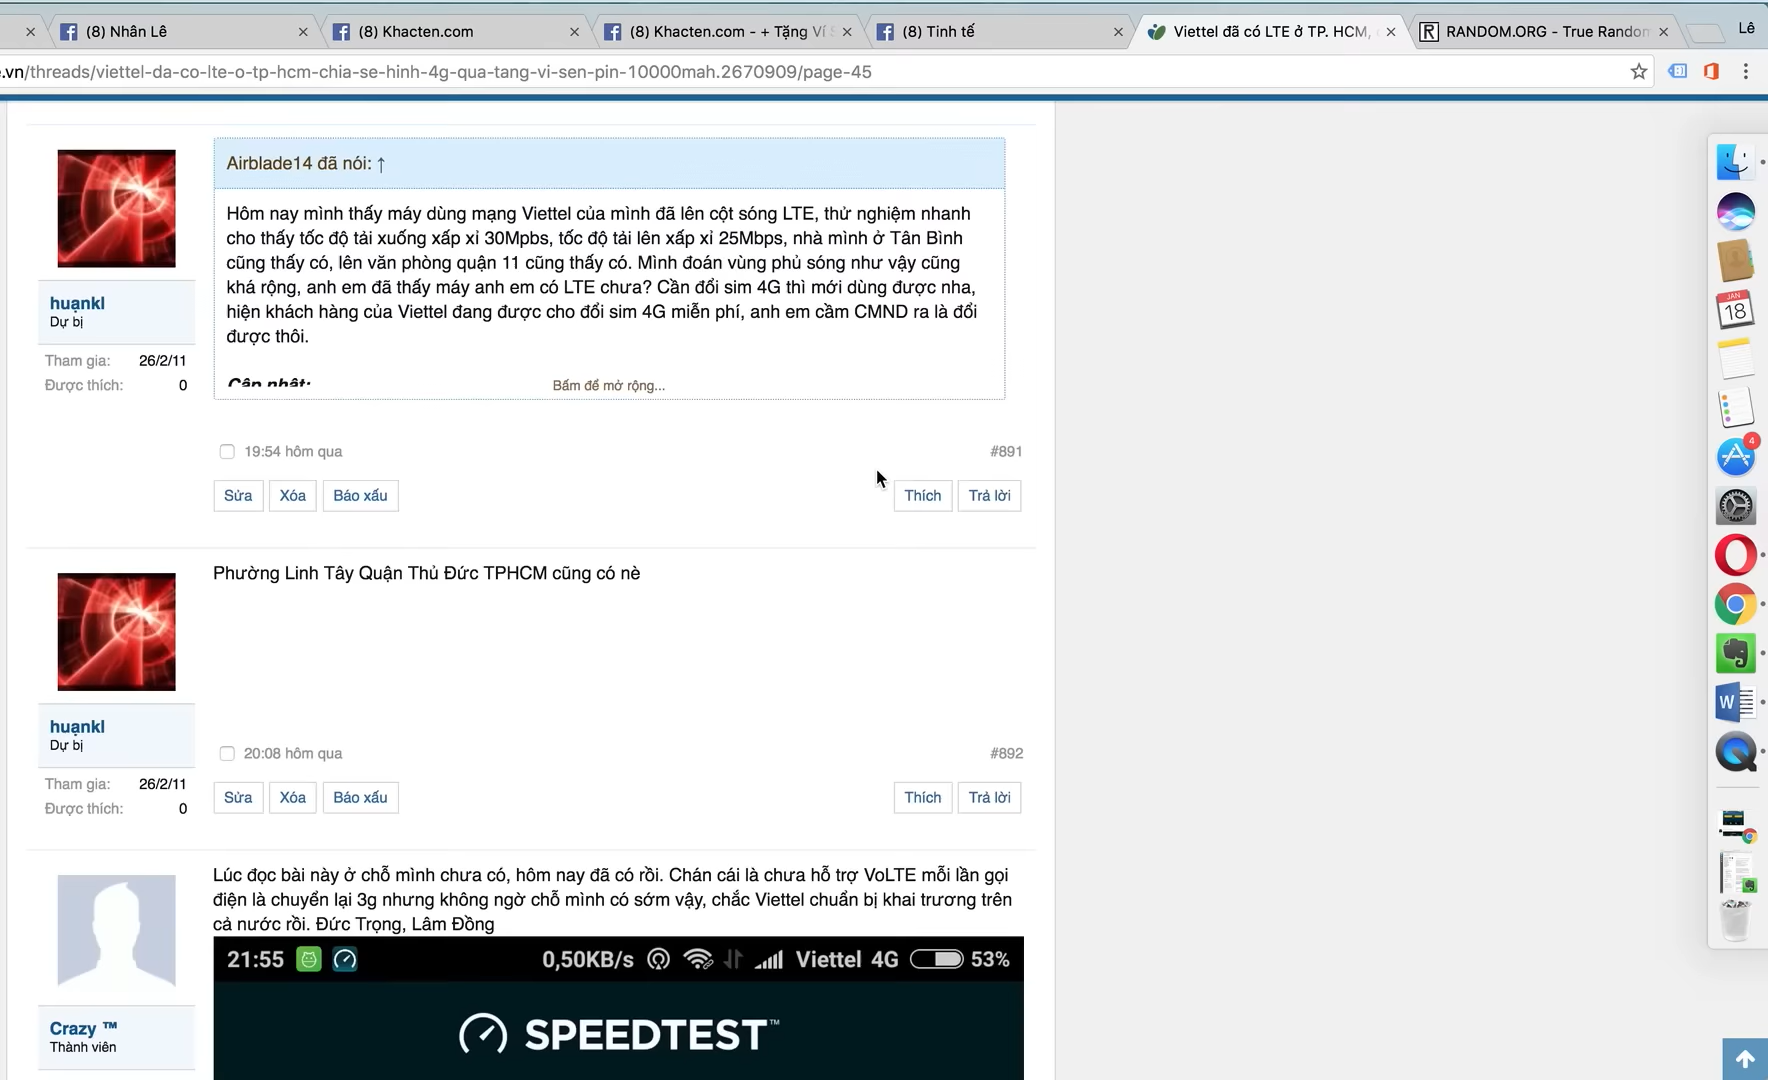 (8) Nhân Lê
(8) Khacten.com
(8) Khacten.com - + Tặng Ví
(8) Tinh tế
Viettel đã có LTE ở TP. HCM,
RANDOM.ORG - True Random
Lê
.vn/threads/viettel-da-co-lte-o-tp-hcm-chia-se-hinh-4g-qua-tang-vi-sen-pin-10000mah.2670909/page-45
Airblade14 đã nói: ↑
Hôm nay mình thấy máy dùng mạng Viettel của mình đã lên cột sóng LTE, thử nghiệm nhanh
cho thấy tốc độ tải xuống xấp xỉ 30Mpbs, tốc độ tải lên xấp xỉ 25Mbps, nhà mình ở Tân Bình
cũng thấy có, lên văn phòng quận 11 cũng thấy có. Mình đoán vùng phủ sóng như vậy cũng
khá rộng, anh em đã thấy máy anh em có LTE chưa? Cần đổi sim 4G thì mới dùng được nha,
hiện khách hàng của Viettel đang được cho đổi sim 4G miễn phí, anh em cầm CMND ra là đổi
được thôi.
Cập nhật:
Bấm để mở rộng...
huạnkl
Dự bị
Tham gia: 26/2/11
Được thích: 0
19:54 hôm qua
#891
Sửa
Xóa
Báo xấu
Thích
Trả lời
Phường Linh Tây Quận Thủ Đức TPHCM cũng có nè
huạnkl
Dự bị
Tham gia: 26/2/11
Được thích: 0
20:08 hôm qua
#892
Sửa
Xóa
Báo xấu
Thích
Trả lời
Lúc đọc bài này ở chỗ mình chưa có, hôm nay đã có rồi. Chán cái là chưa hỗ trợ VoLTE mỗi lần gọi
điện là chuyển lại 3g nhưng không ngờ chỗ mình có sớm vậy, chắc Viettel chuẩn bị khai trương trên
cả nước rồi. Đức Trọng, Lâm Đồng
21:55
0,50KB/s
Viettel 4G
53%
SPEEDTEST™
Crazy ™
Thành viên
JAN
18
4
W